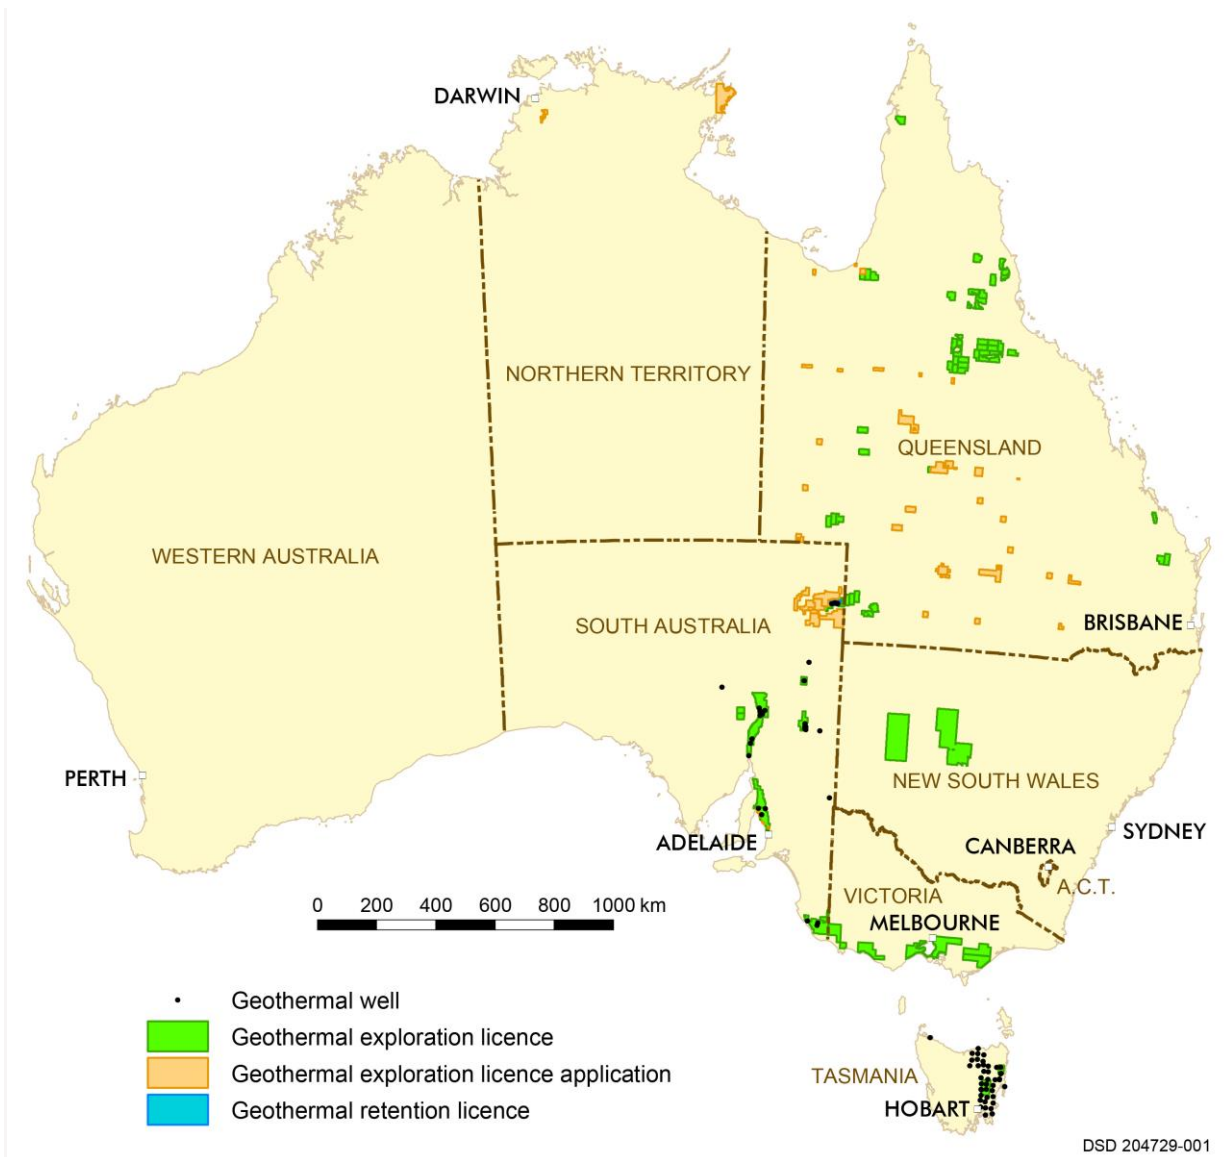 DARWIN
NORTHERN TERRITORY
QUEENSLAND
WESTERN AUSTRALIA
SOUTH AUSTRALIA
BRISBANE
PERTH
NEW SOUTH WALES
SYDNEY
ADELAIDE
CANBERRA
A.C.T.
VICTORIA
MELBOURNE
0 200 400 600 800 1000 km
Geothermal well
Geothermal exploration licence
Geothermal exploration licence application
Geothermal retention licence
TASMANIA
HOBART
DSD 204729-001